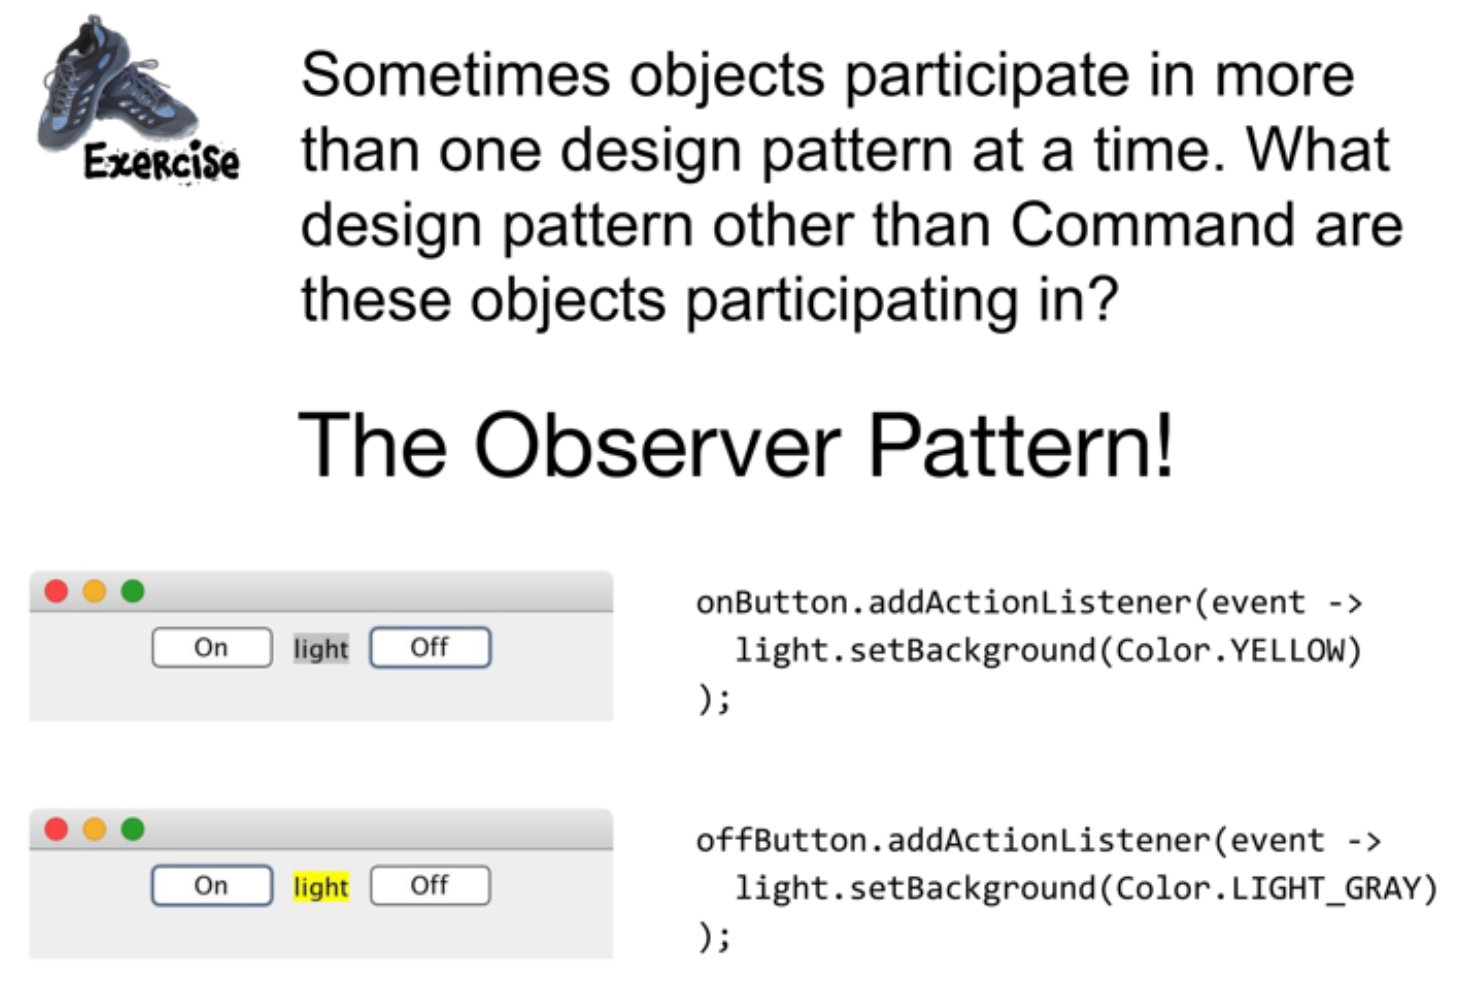 Exercise
Sometimes objects participate in more
than one design pattern at a time. What
design pattern other than Command are
these objects participating in?
The Observer Pattern!
On light Off
onButton.addActionListener(event ->
light.setBackground(Color.YELLOW)
);
On light Off
offButton.addActionListener(event ->
light.setBackground(Color.LIGHT_GRAY)
);